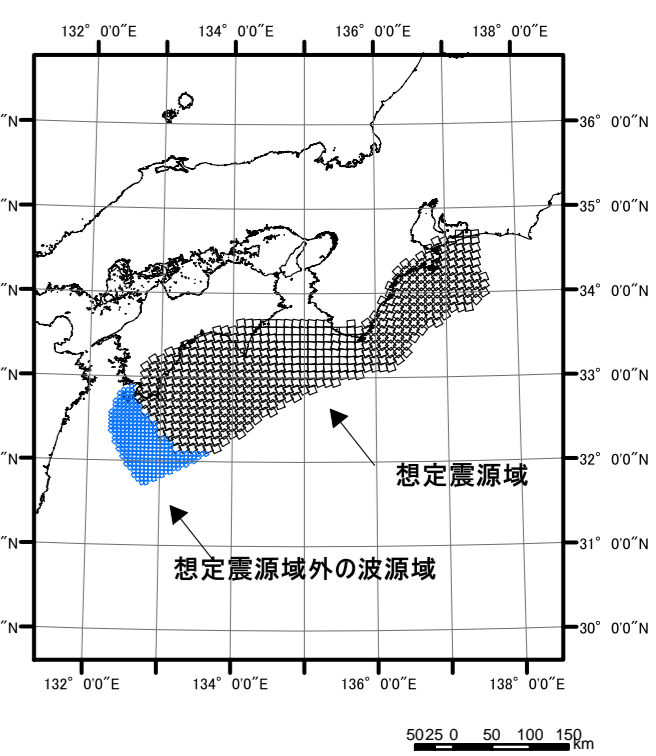 132° 0′0″E 134° 0′0″E 136° 0′0″E 138° 0′0″E
″N 36° 0′0″N
″N 35° 0′0″N
″N 34° 0′0″N
″N 33° 0′0″N
″N 32° 0′0″N
想定震源域
″N 31° 0′0″N
想定震源域外の波源域
″N 30° 0′0″N
132° 0′0″E 134° 0′0″E 136° 0′0″E 138° 0′0″E
50 25 0 50 100 150 km